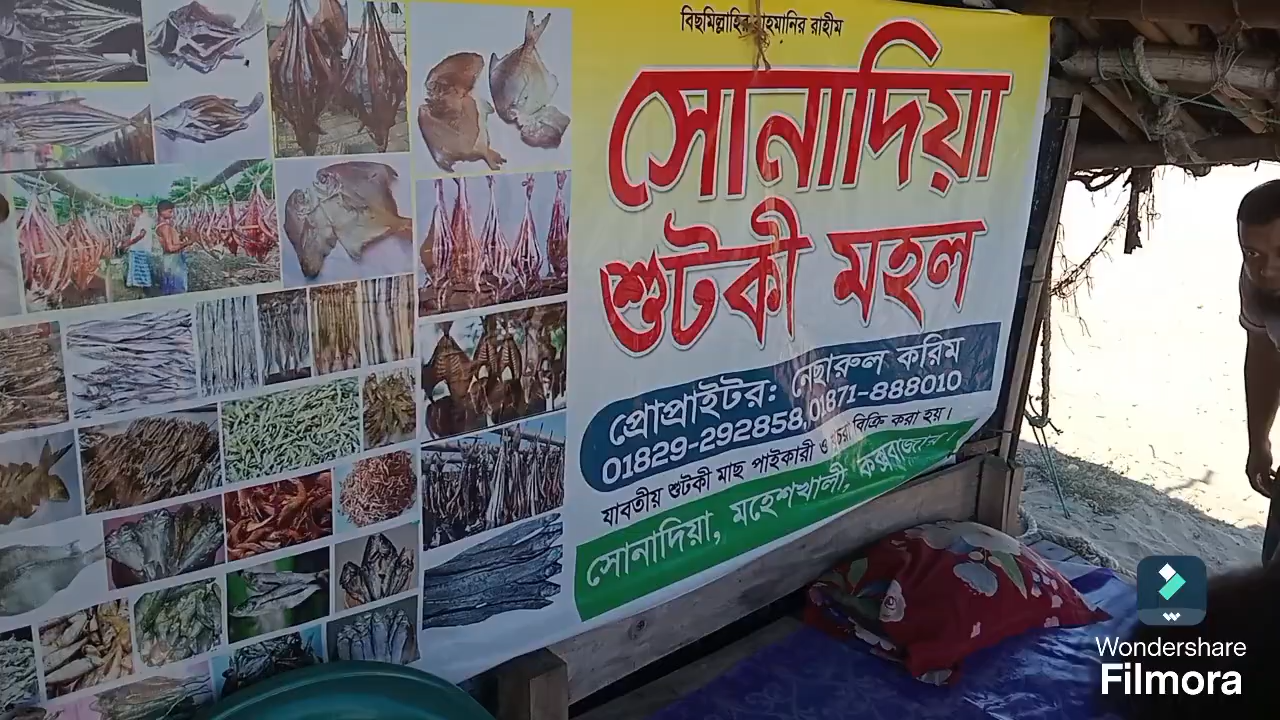 বিছমিল্লাহির রাহমানির রাহীম
সোনাদিয়া
শুটকী মহল
প্রোপ্রাইটর: নেছারুল করিম
01829-292858, 01871-888010
যাবতীয় শুটকী মাছ পাইকারী ও খুচরা বিক্রি করা হয়।
সোনাদিয়া, মহেশখালী, কক্সবাজার।
Wondershare
Filmora